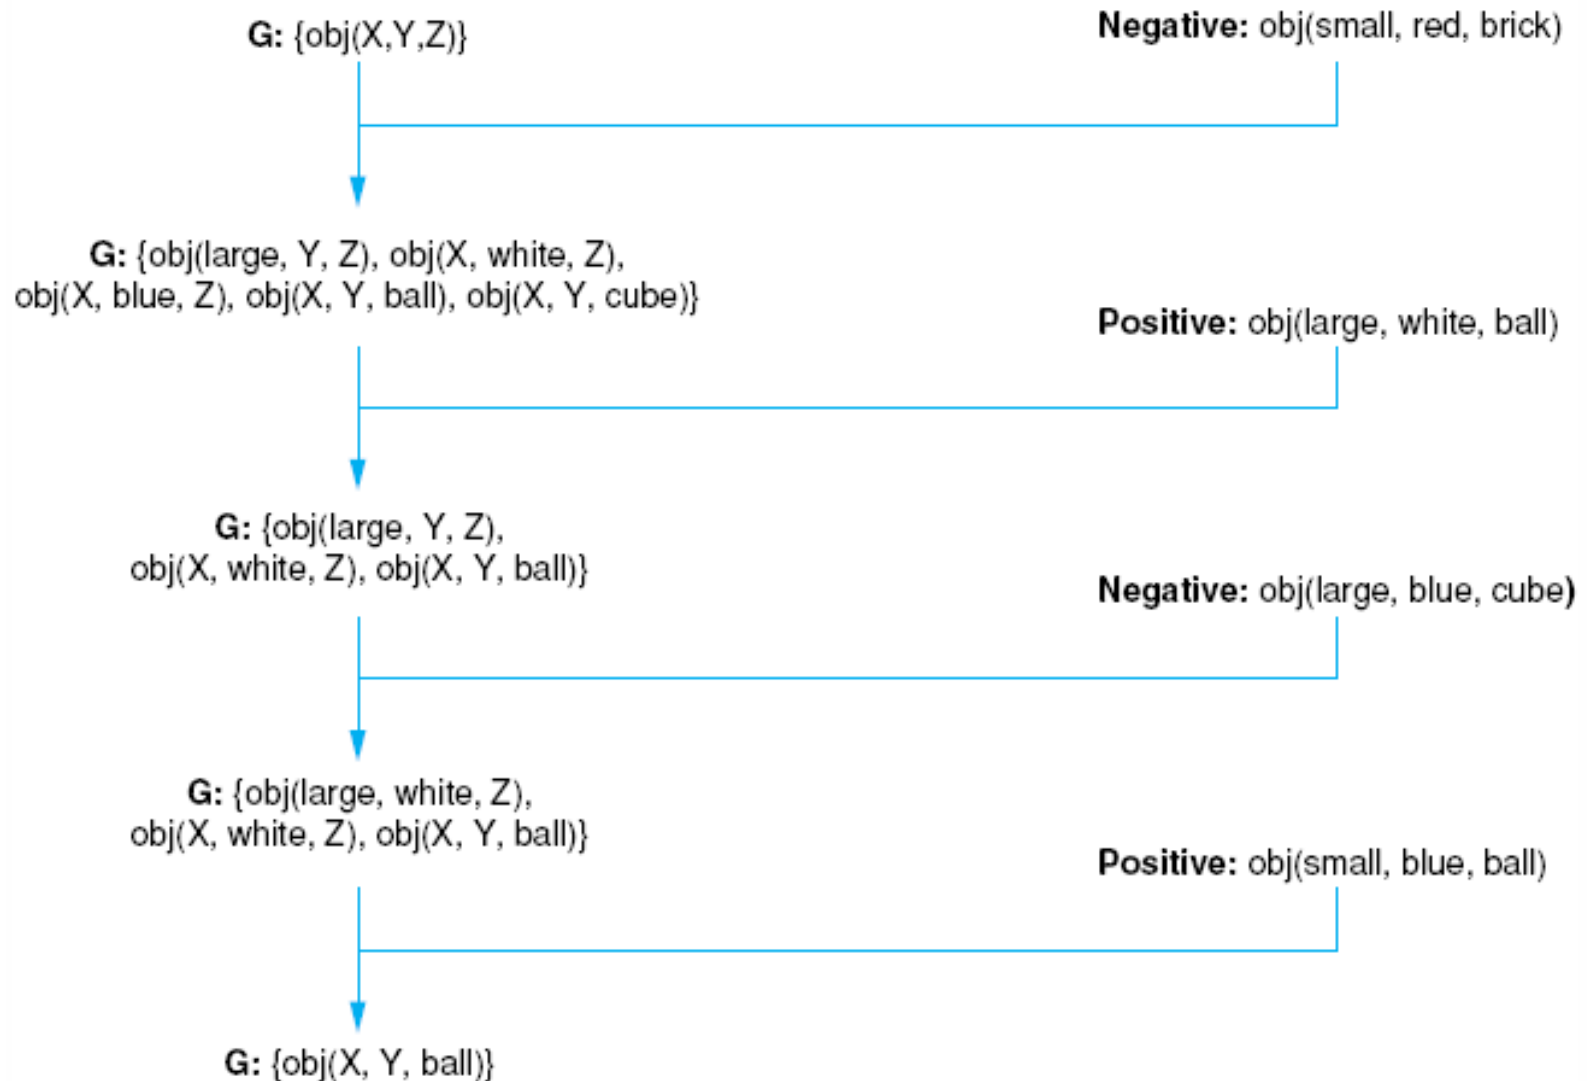 G: {obj(X,Y,Z)}
Negative: obj(small, red, brick)
G: {obj(large, Y, Z), obj(X, white, Z),
obj(X, blue, Z), obj(X, Y, ball), obj(X, Y, cube)}
Positive: obj(large, white, ball)
G: {obj(large, Y, Z),
obj(X, white, Z), obj(X, Y, ball)}
Negative: obj(large, blue, cube)
G: {obj(large, white, Z),
obj(X, white, Z), obj(X, Y, ball)}
Positive: obj(small, blue, ball)
G: {obj(X, Y, ball)}